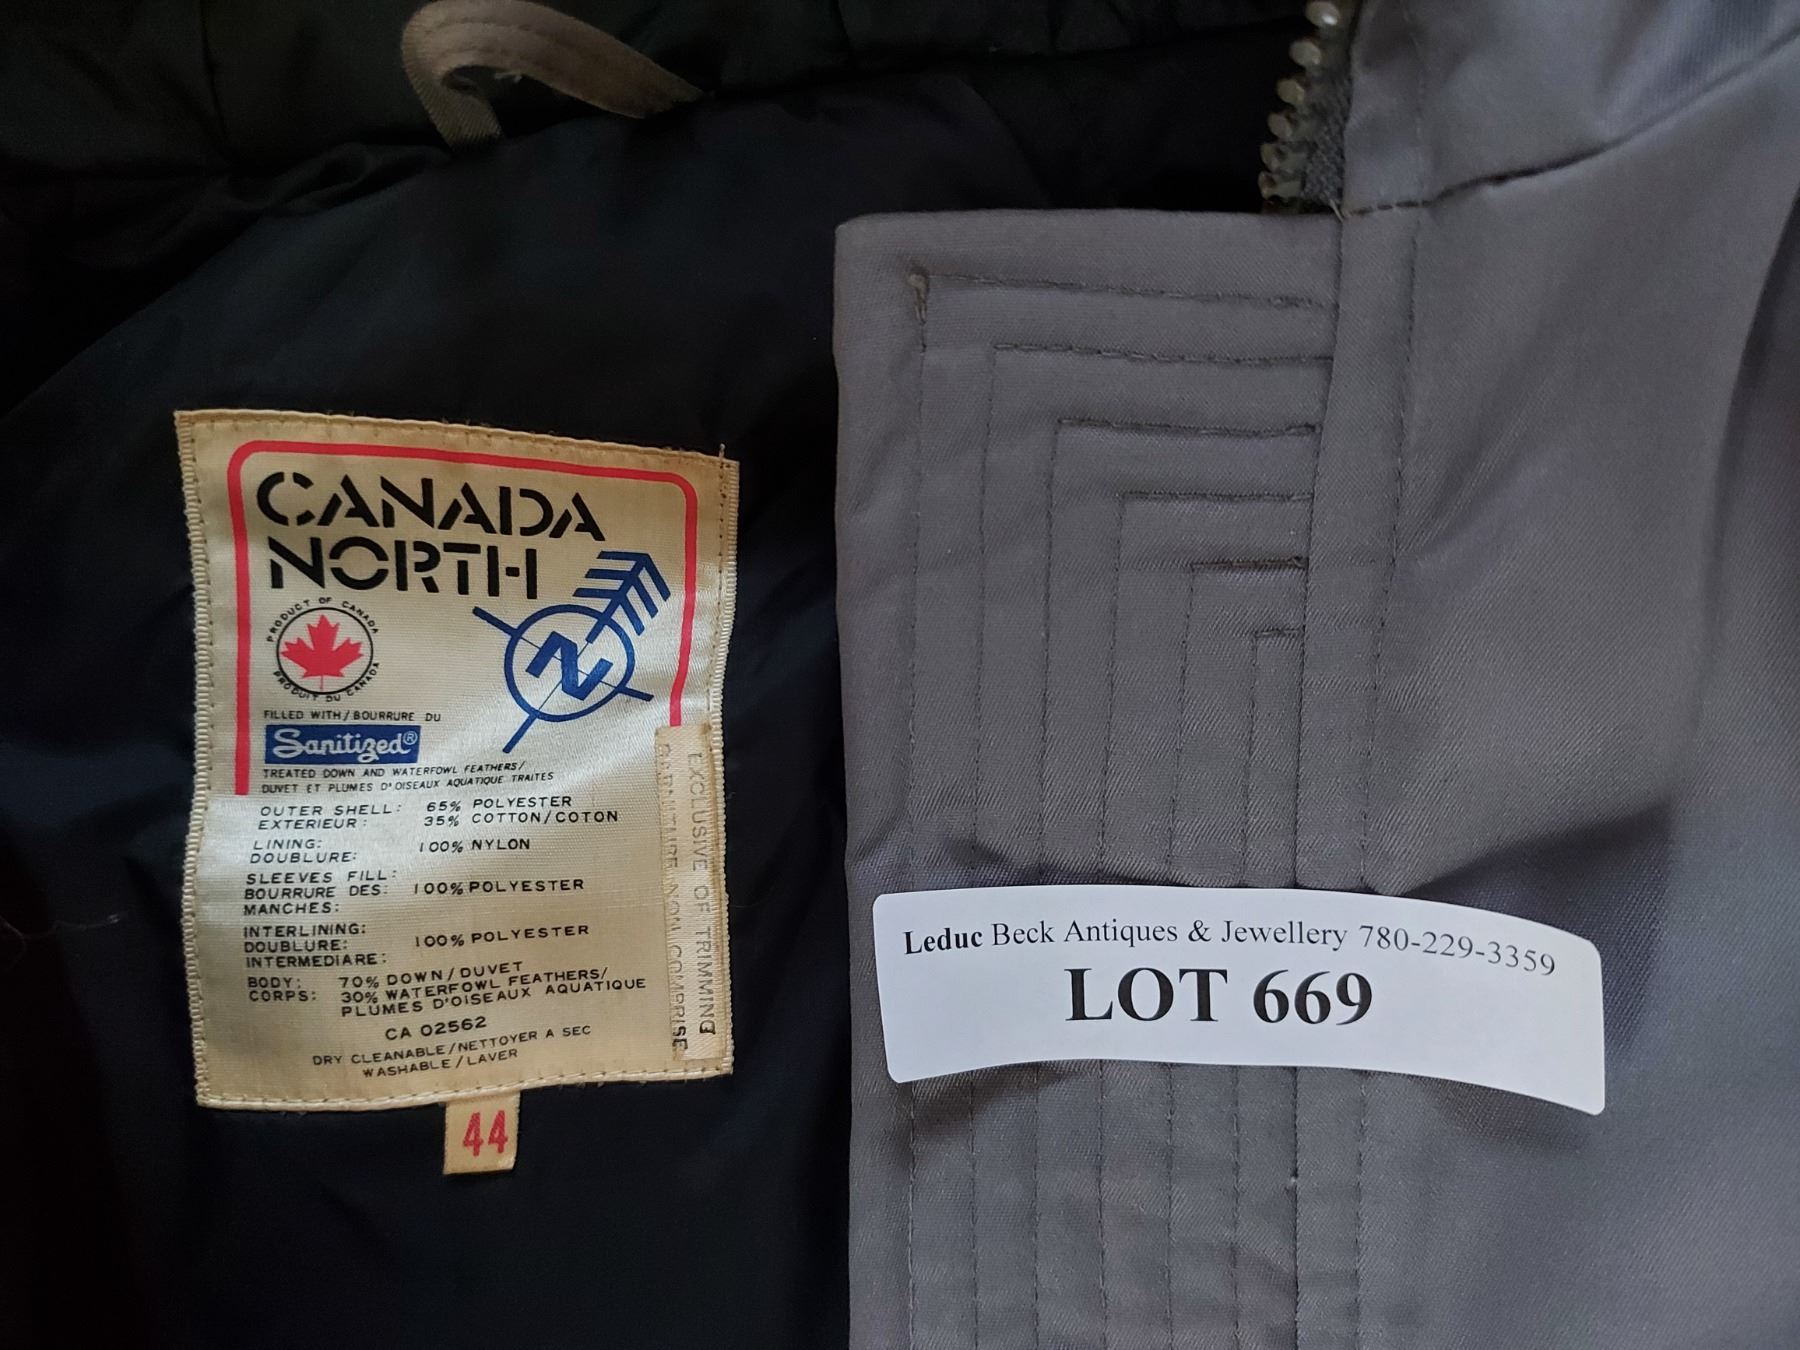 CANADA
NORTH
PRODUCT OF CANADA
PRODUIT DU CANADA
N
FILLED WITH/BOURRURE DU
Sanitized®
TREATED DOWN AND WATERFOWL FEATHERS/
DUVET ET PLUMES D'OISEAUX AQUATIQUE TRAITES
OUTER SHELL: 65% POLYESTER
EXTERIEUR: 35% COTTON/COTON
LINING:
DOUBLURE: 100% NYLON
SLEEVES FILL:
BOURRURE DES: 100% POLYESTER
MANCHES:
INTERLINING:
DOUBLURE: 100% POLYESTER
INTERMEDIARE:
BODY: 70% DOWN/DUVET
CORPS: 30% WATERFOWL FEATHERS/
PLUMES D'OISEAUX AQUATIQUE
CA 02562
DRY CLEANABLE/NETTOYER A SEC
WASHABLE/LAVER
EXCLUSIVE OF TRIMMING
GARNITURE NON COMPRISE
44
Leduc Beck Antiques & Jewellery 780-229-3359
LOT 669